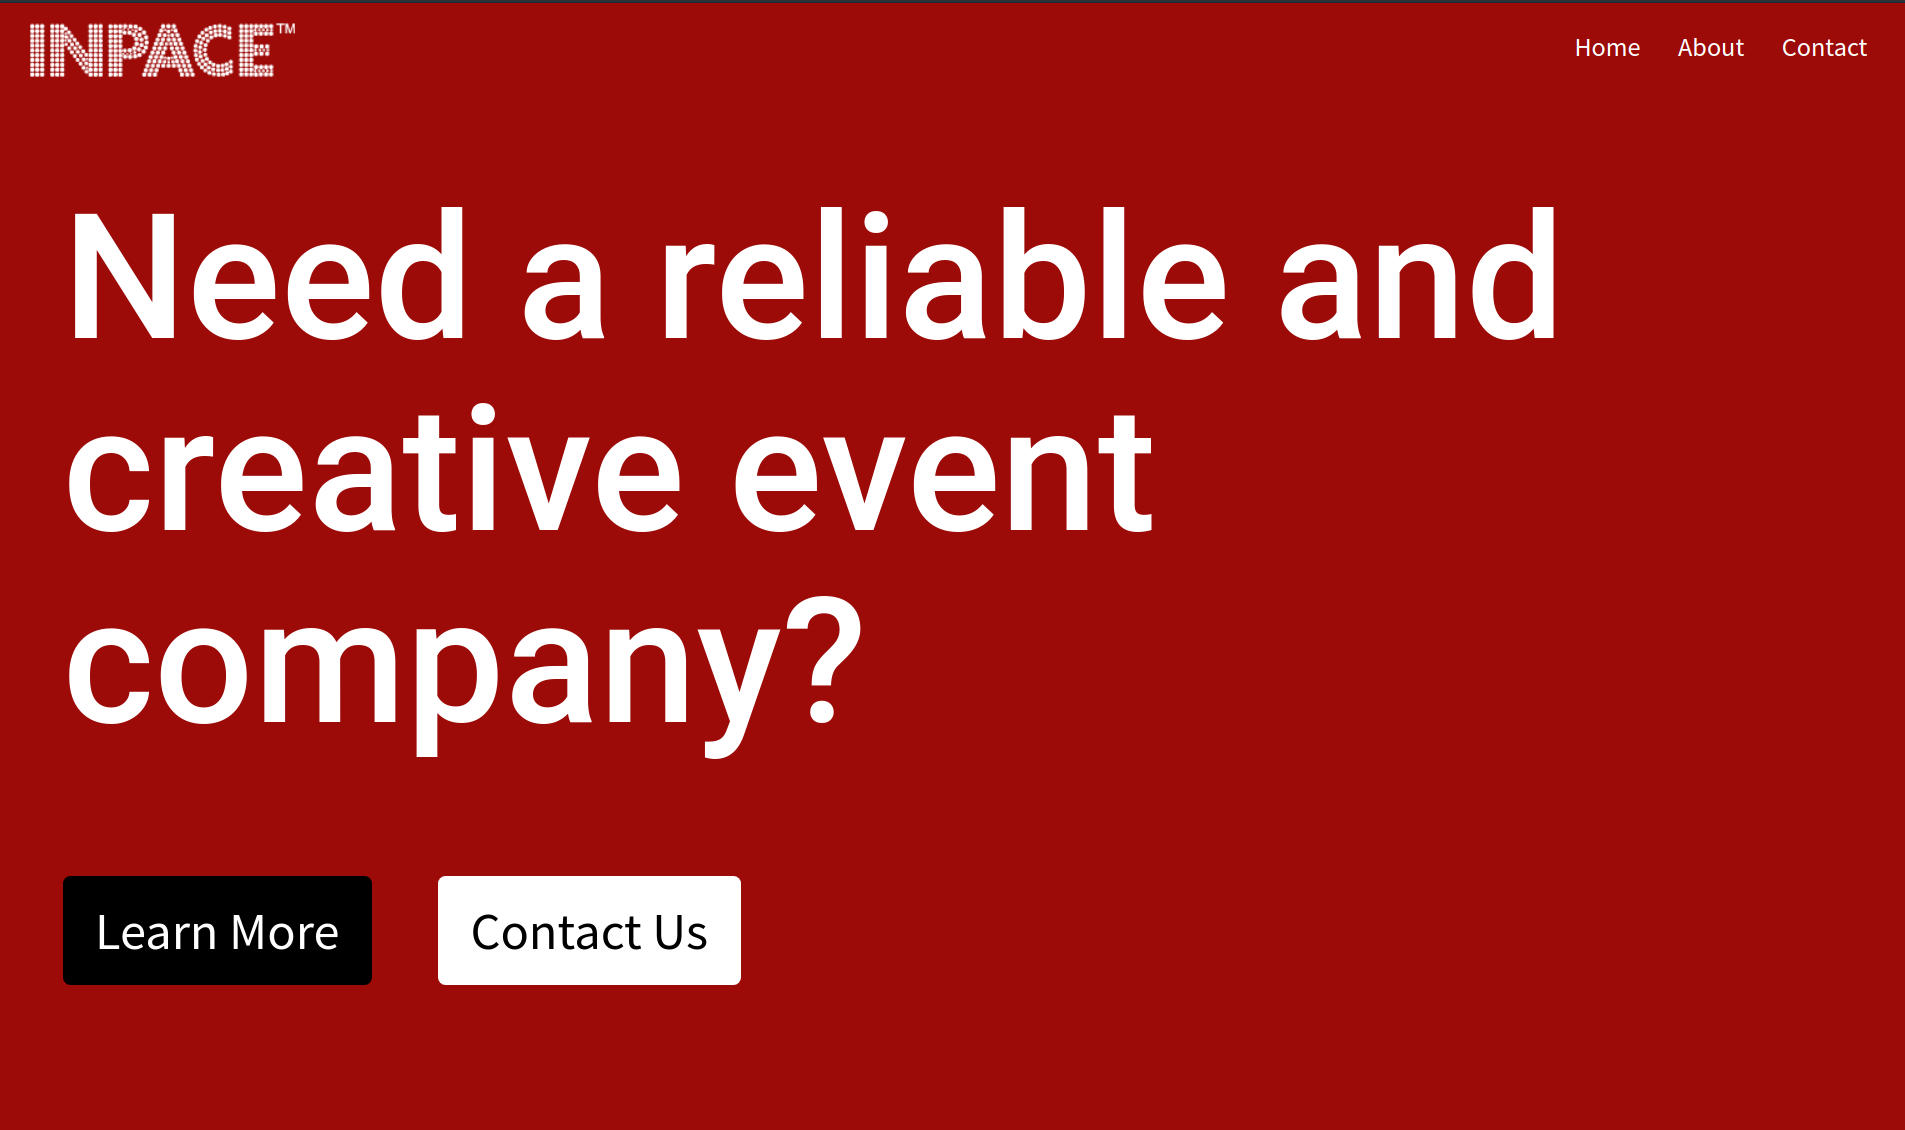 INPACE™
Home About Contact
Need a reliable and
creative event
company?
Learn More Contact Us